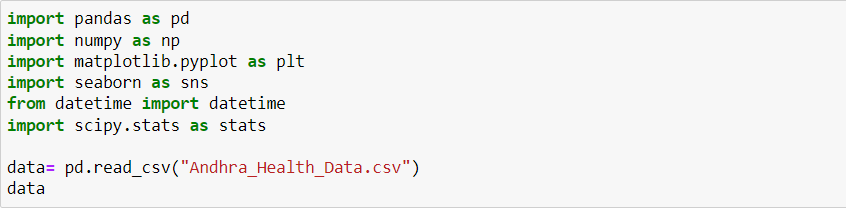 import pandas as pd
import numpy as np
import matplotlib.pyplot as plt
import seaborn as sns
from datetime import datetime
import scipy.stats as stats
data= pd.read_csv("Andhra_Health_Data.csv")
data